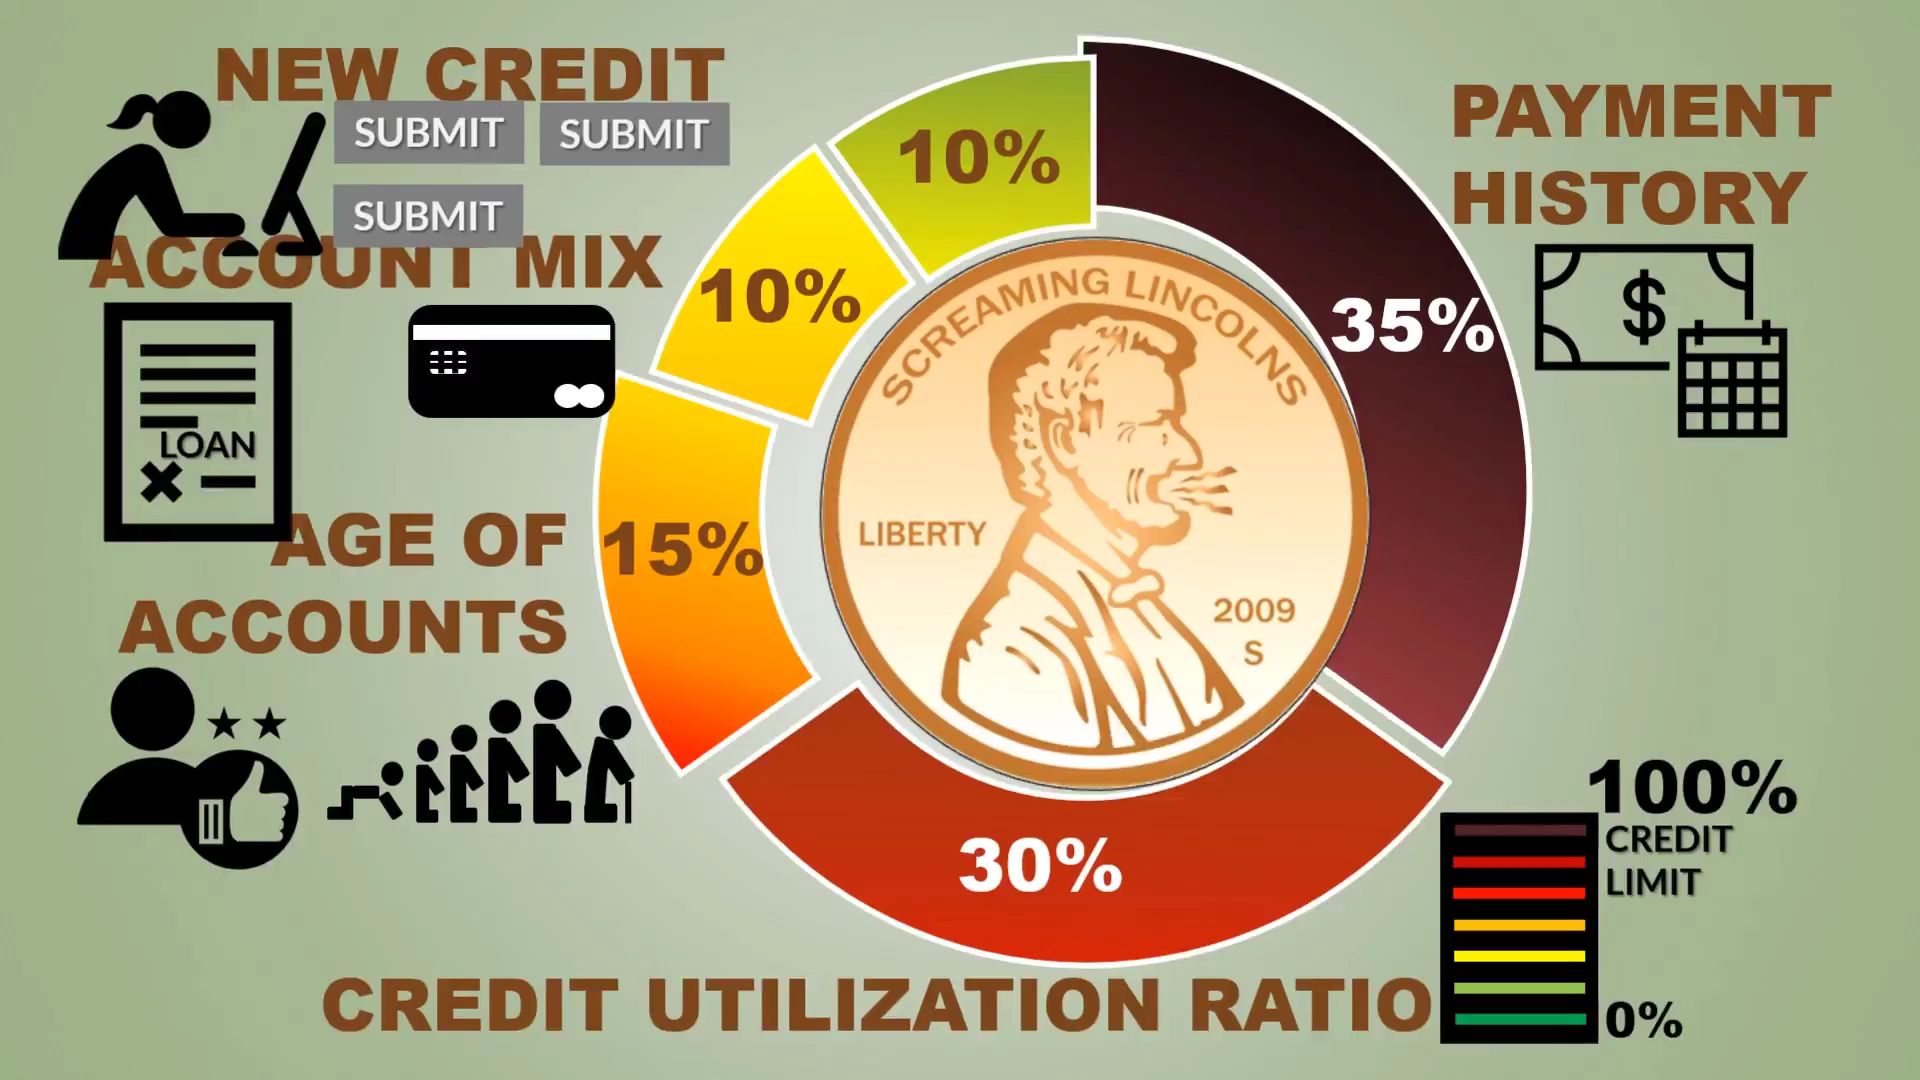 NEW CREDIT
SUBMIT SUBMIT
SUBMIT
ACCOUNT MIX
LOAN
AGE OF
ACCOUNTS
10%
10%
15%
30%
35%
SCREAMING LINCOLNS
LIBERTY
2009
S
PAYMENT
HISTORY
$
100%
CREDIT
LIMIT
0%
CREDIT UTILIZATION RATIO